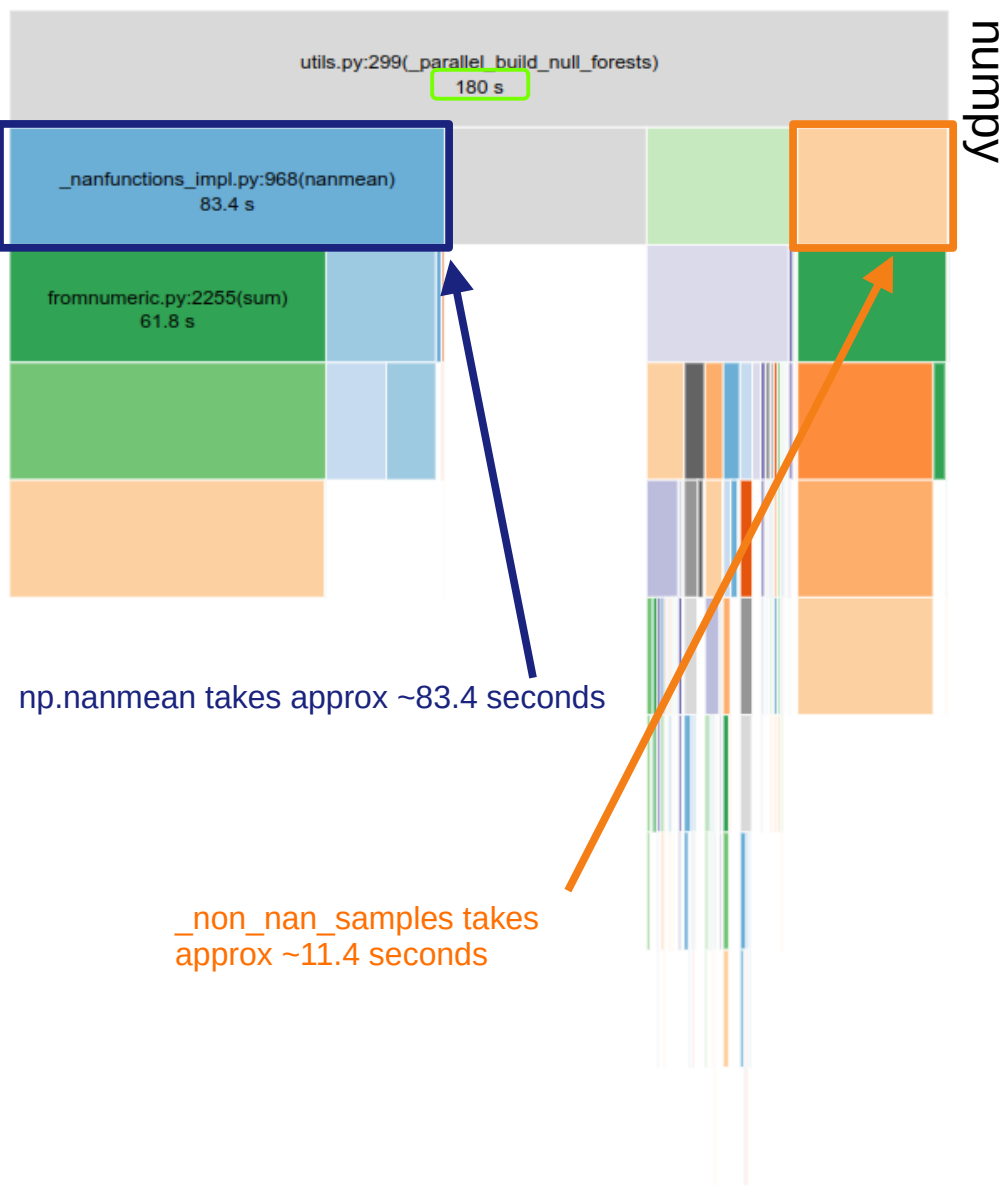 numpy
utils.py:299(_parallel_build_null_forests)
180 s
_nanfunctions_impl.py:968(nanmean)
83.4 s
fromnumeric.py:2255(sum)
61.8 s
np.nanmean takes approx ~83.4 seconds
_non_nan_samples takes
approx ~11.4 seconds